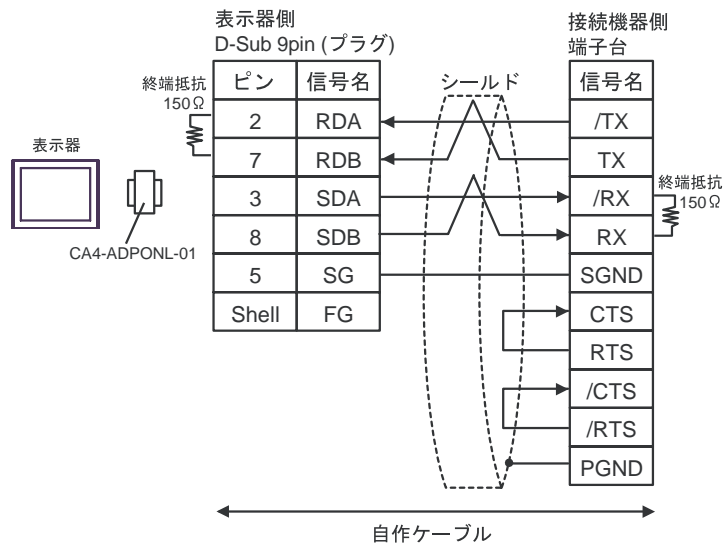 表示器側
D-Sub 9pin (プラグ)
接続機器側
端子台
終端抵抗
150Ω
ピン 信号名 シールド 信号名
2 RDA /TX
7 RDB TX
表示器
3 SDA /RX
終端抵抗
150Ω
8 SDB RX
CA4-ADPONL-01
5 SG SGND
Shell FG CTS
RTS
/CTS
/RTS
PGND
自作ケーブル